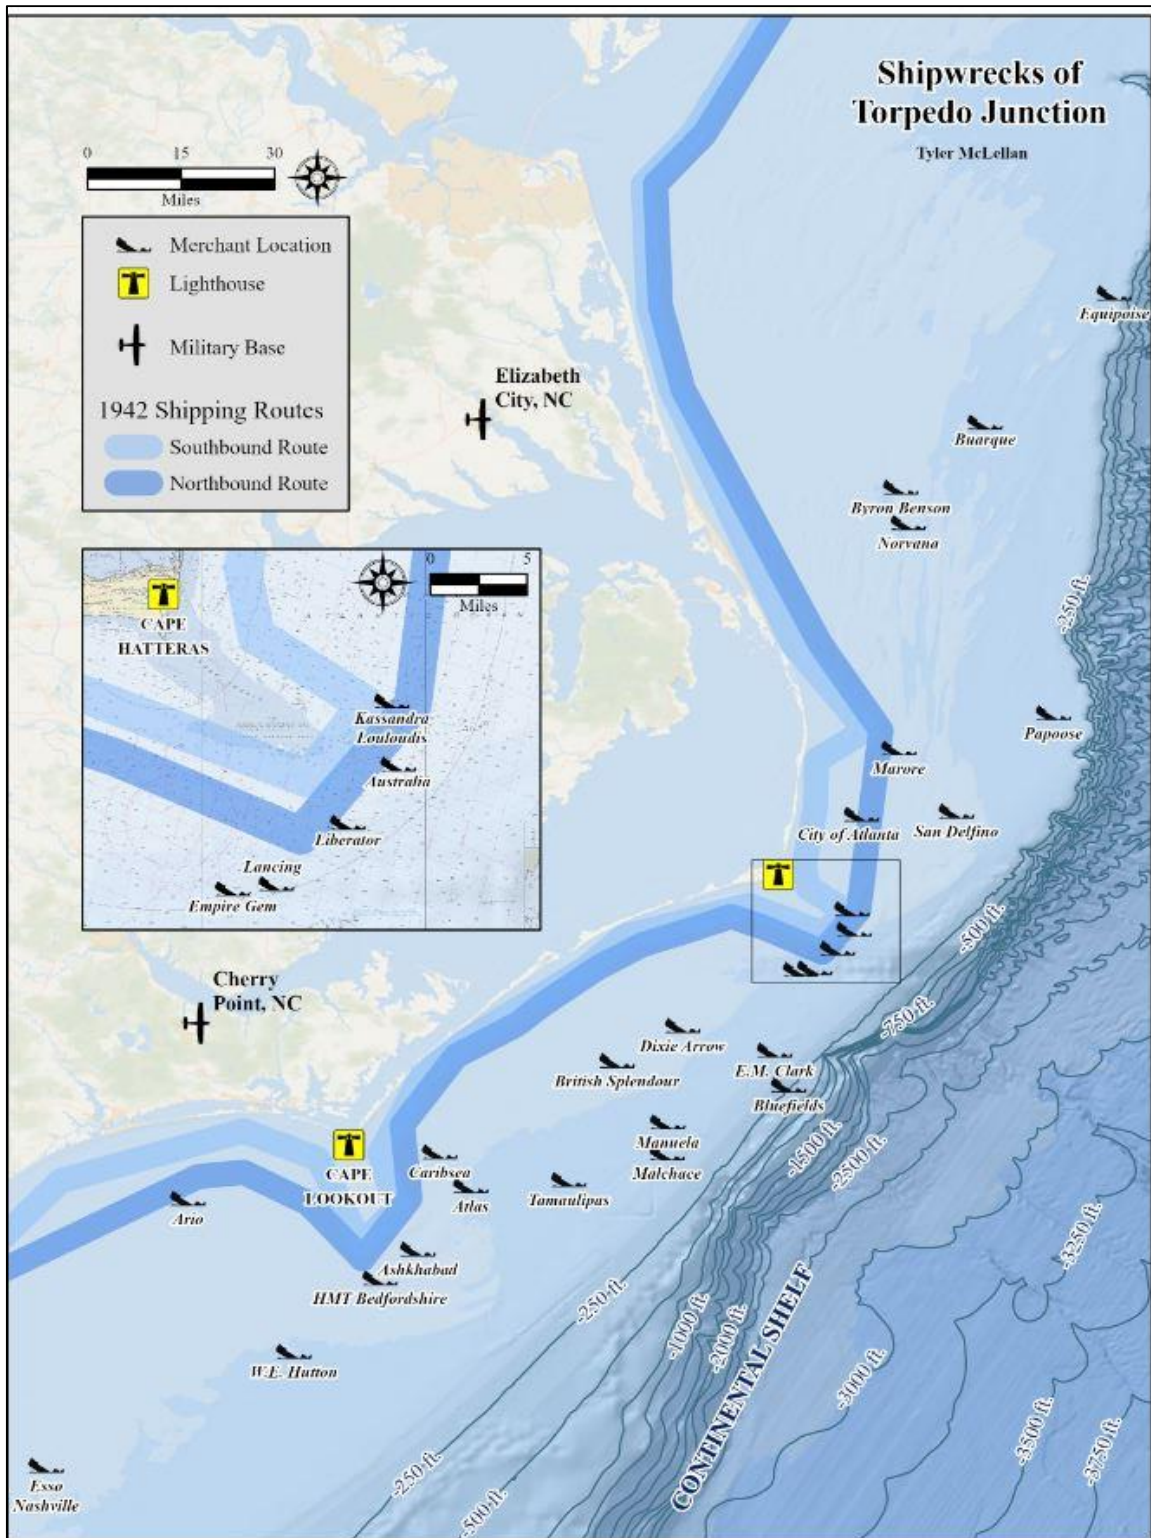 Shipwrecks of
Torpedo Junction
Tyler McLellan
0 15 30
Miles
Merchant Location
Lighthouse
Military Base
1942 Shipping Routes
Southbound Route
Northbound Route
Elizabeth
City, NC
Equipoise
Buarque
Byron Benson
Norvana
-250 ft.
0 5
Miles
CAPE
HATTERAS
Kassandra
Louloudis
Australia
Liberator
Lancing
Empire Gem
Papoose
Marore
City of Atlanta
San Delfino
-500 ft.
-750 ft.
Cherry
Point, NC
Dixie Arrow
British Splendour
E.M. Clark
Bluefields
Manuela
Malchace
-1500 ft.
-2500 ft.
CAPE
LOOKOUT
Caribsea
Atlas
Tamaulipas
Ario
Ashkhabad
HMT Bedfordshire
-3250 ft.
-250 ft.
-1000 ft.
-2000 ft.
CONTINENTAL SHELF
W.E. Hutton
-3000 ft.
-3500 ft.
-3750 ft.
Esso
Nashville
-250 ft.
-500 ft.